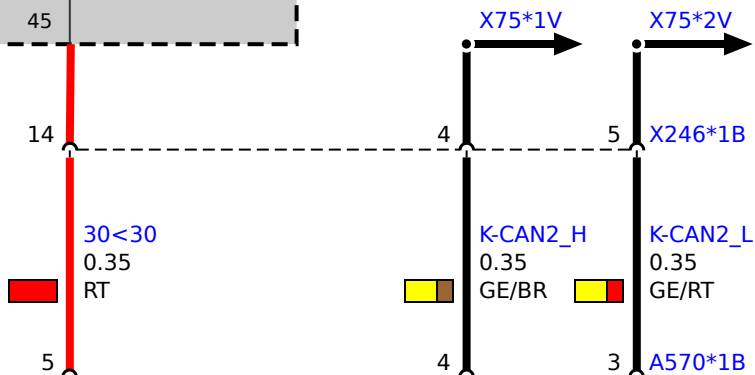 45
X75*1V
X75*2V
14
4
5
X246*1B
30<30
0.35
RT
K-CAN2_H
0.35
GE/BR
K-CAN2_L
0.35
GE/RT
5
4
3
A570*1B